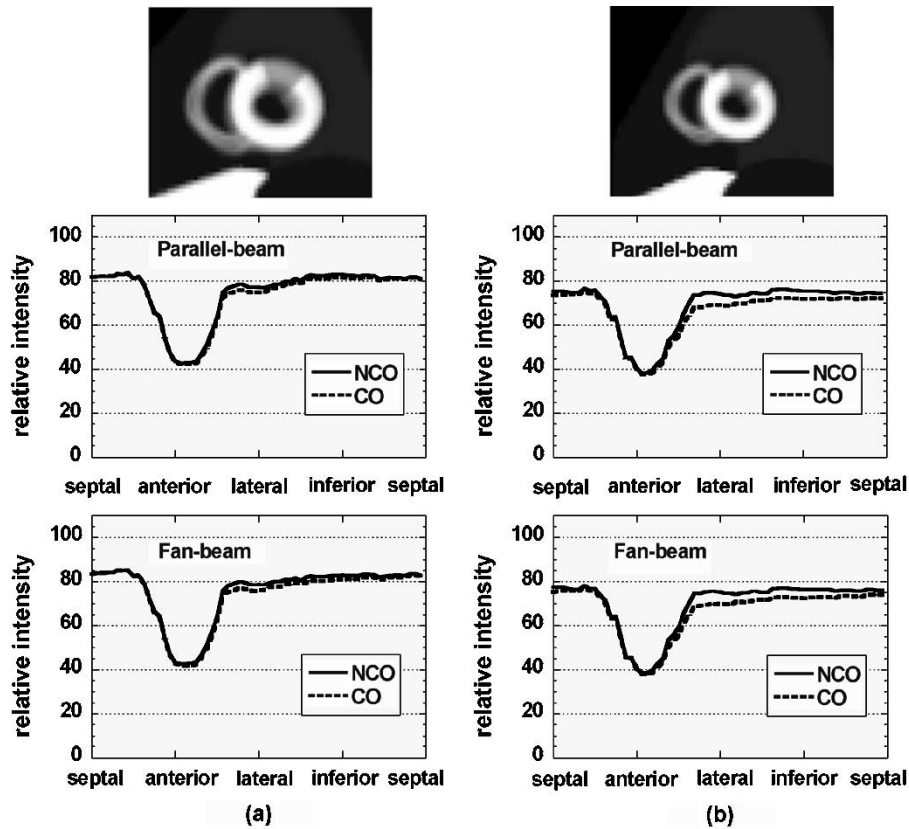 100
80
60
40
20
0
relative intensity
Parallel-beam
NCO
CO
septal anterior lateral inferior septal
100
80
60
40
20
0
relative intensity
Parallel-beam
NCO
CO
septal anterior lateral inferior septal
100
80
60
40
20
0
relative intensity
Fan-beam
NCO
CO
septal anterior lateral inferior septal
(a)
100
80
60
40
20
0
relative intensity
Fan-beam
NCO
CO
septal anterior lateral inferior septal
(b)